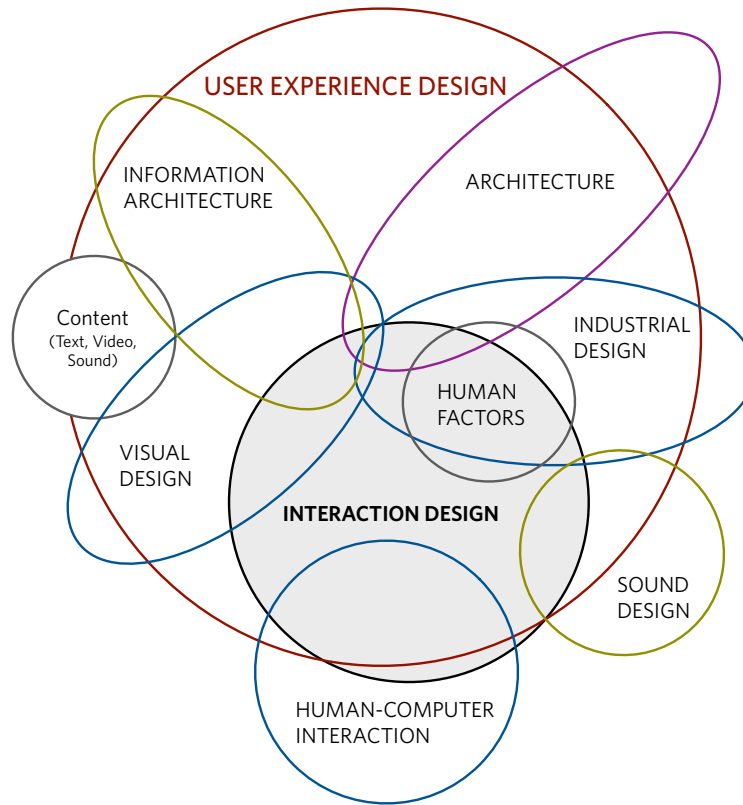 USER EXPERIENCE DESIGN
INFORMATION
ARCHITECTURE
ARCHITECTURE
Content
(Text, Video,
Sound)
INDUSTRIAL
DESIGN
HUMAN
FACTORS
VISUAL
DESIGN
INTERACTION DESIGN
SOUND
DESIGN
HUMAN-COMPUTER
INTERACTION